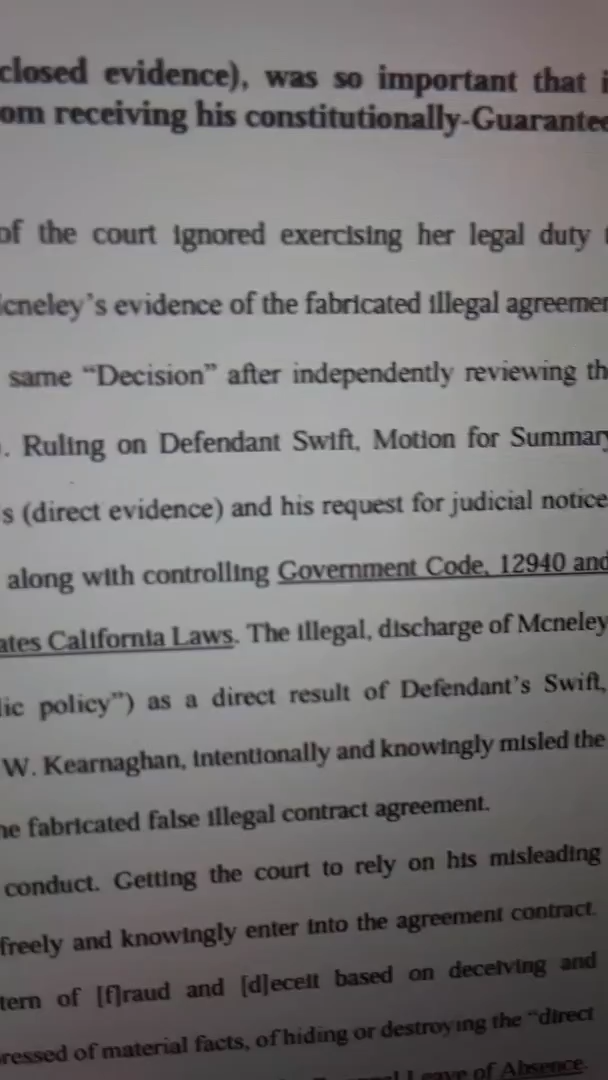 closed evidence), was so important that i
om receiving his constitutionally-Guarantee
of the court ignored exercising her legal duty
cneley's evidence of the fabricated illegal agreemen
same “Decision” after independently reviewing th
. Ruling on Defendant Swift, Motion for Summary
s (direct evidence) and his request for judicial notice
along with controlling Government Code, 12940 and
ates California Laws. The illegal, discharge of Mcneley
lic policy”) as a direct result of Defendant's Swift,
W. Kearnaghan, intentionally and knowingly misled the
he fabricated false illegal contract agreement.
conduct. Getting the court to rely on his misleading
freely and knowingly enter into the agreement contract.
tern of [f]raud and [d]eceit based on deceiving and
ressed of material facts, of hiding or destroying the “direct
Leave of Absence.